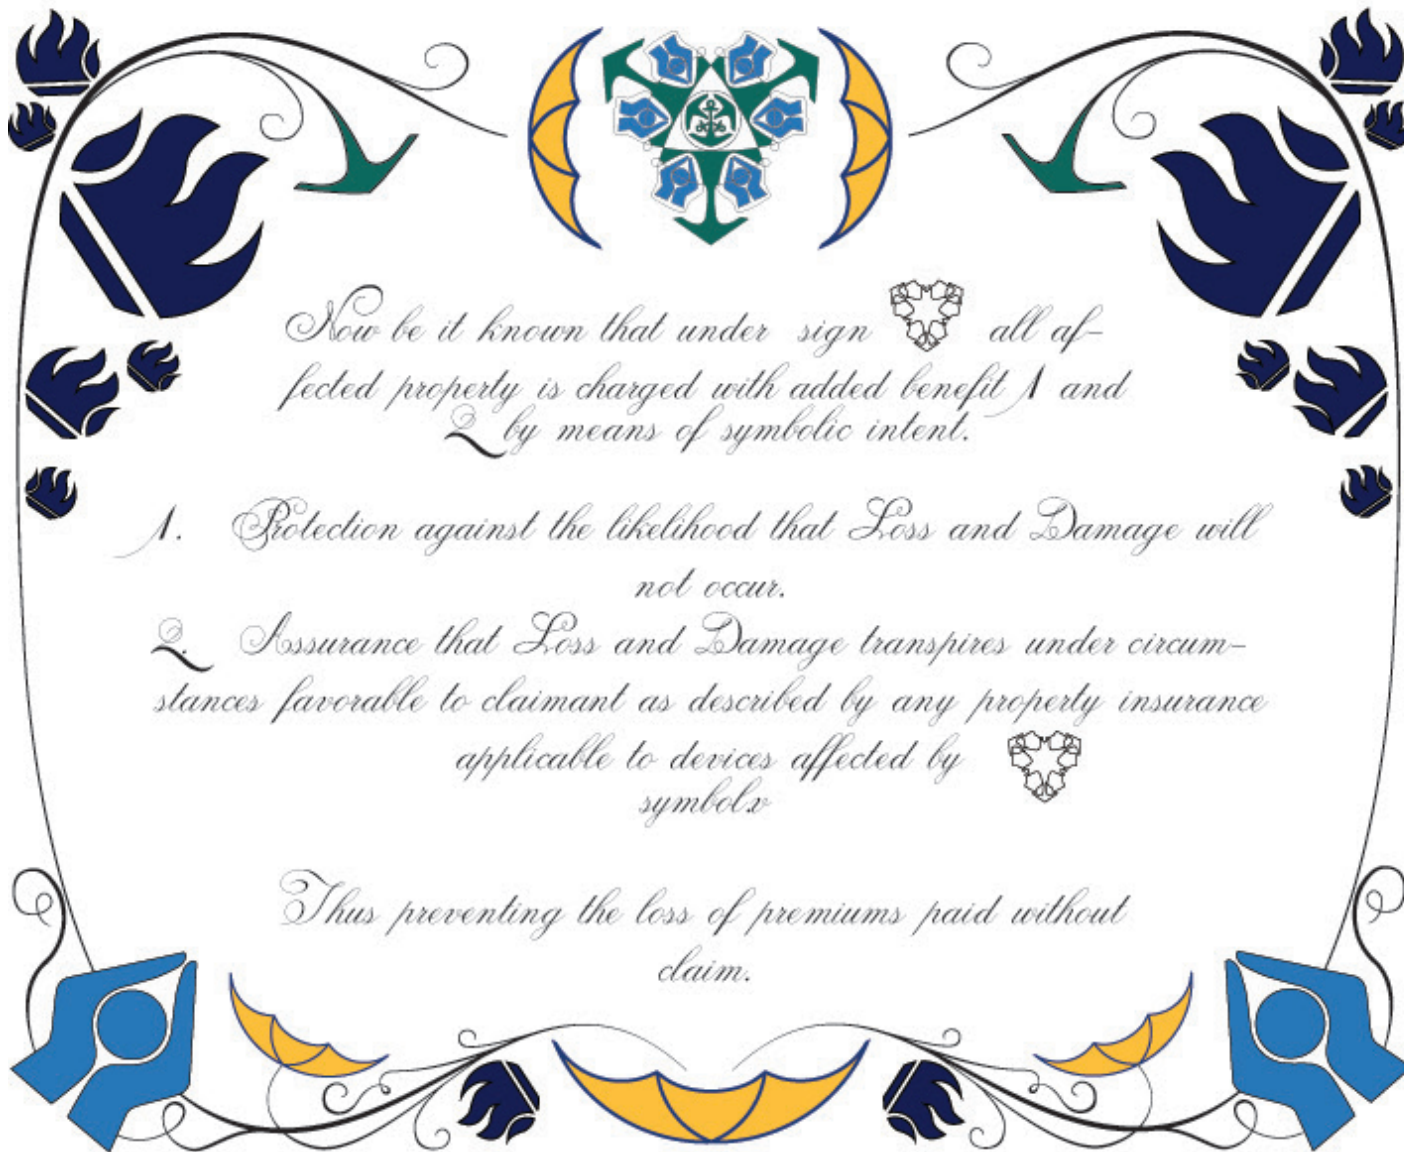 Now be it known that under sign all af-
fected property is charged with added benefit 1 and
2 by means of symbolic intent.
1. Protection against the likelihood that Loss and Damage will
not occur.
2. Assurance that Loss and Damage transpires under circum-
stances favorable to claimant as described by any property insurance
applicable to devices affected by
symbolx
Thus preventing the loss of premiums paid without
claim.